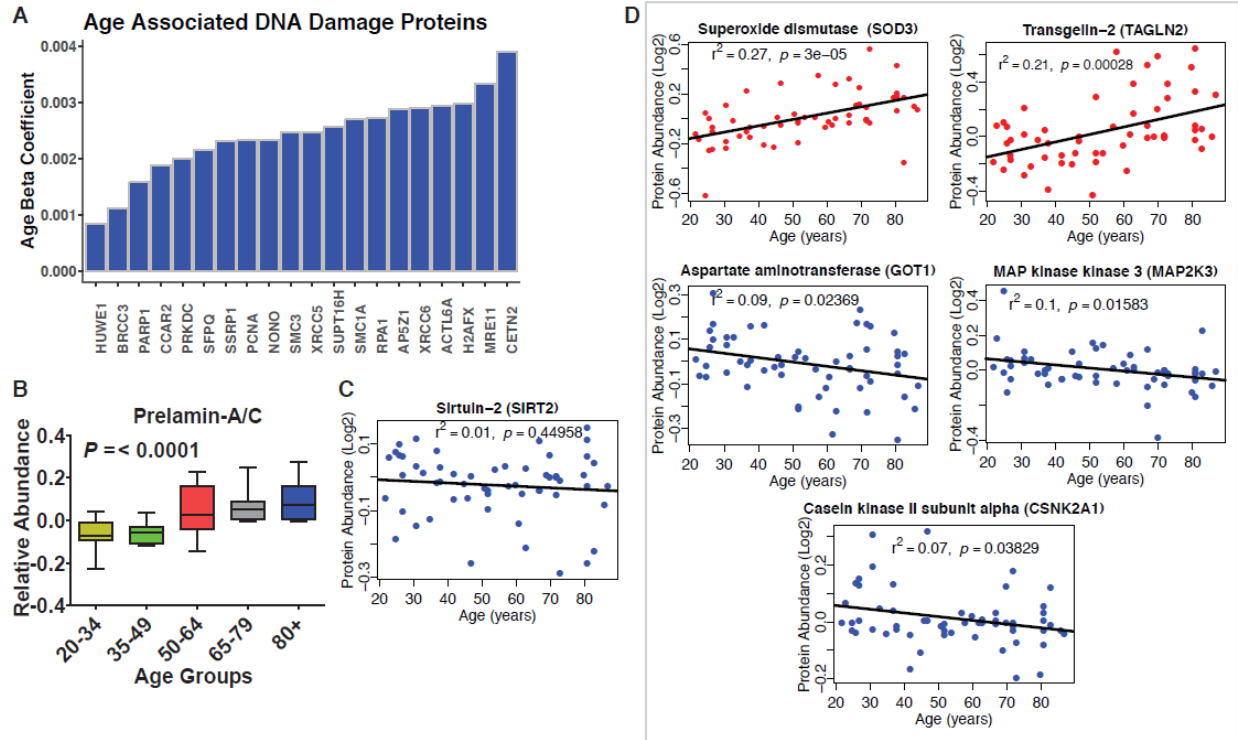 A
Age Associated DNA Damage Proteins
Age Beta Coefficient
0.004
0.003
0.002
0.001
0.000
HUWE1
BRCC3
PARP1
CCAR2
PRKDC
SFPQ
SSRP1
PCNA
NONO
SMC3
XRCC5
SUPT16H
SMC1A
RPA1
AP5Z1
XRCC6
ACTL6A
H2AFX
MRE11
CETN2
B
Prelamin-A/C
P = < 0.0001
Relative Abundance
0.4
0.2
0.0
-0.2
-0.4
20-34
35-49
50-64
65-79
80+
Age Groups
C
Sirtuin-2 (SIRT2)
r2 = 0.01, p = 0.44958
Protein Abundance (Log2)
0.1
-0.1
-0.3
20 30 40 50 60 70 80
Age (years)
D
Superoxide dismutase (SOD3)
r2 = 0.27, p = 3e-05
Protein Abundance (Log2)
0.6
0.2
-0.2
-0.6
20 30 40 50 60 70 80
Age (years)
Transgelin-2 (TAGLN2)
r2 = 0.21, p = 0.00028
Protein Abundance (Log2)
0.4
0.0
-0.4
20 30 40 50 60 70 80
Age (years)
Aspartate aminotransferase (GOT1)
r2 = 0.09, p = 0.02369
Protein Abundance (Log2)
0.3
0.1
-0.1
-0.3
20 30 40 50 60 70 80
Age (years)
MAP kinase kinase 3 (MAP2K3)
r2 = 0.1, p = 0.01583
Protein Abundance (Log2)
0.4
0.0
-0.4
20 30 40 50 60 70 80
Age (years)
Casein kinase II subunit alpha (CSNK2A1)
r2 = 0.07, p = 0.03829
Protein Abundance (Log2)
0.2
0.0
-0.2
20 30 40 50 60 70 80
Age (years)